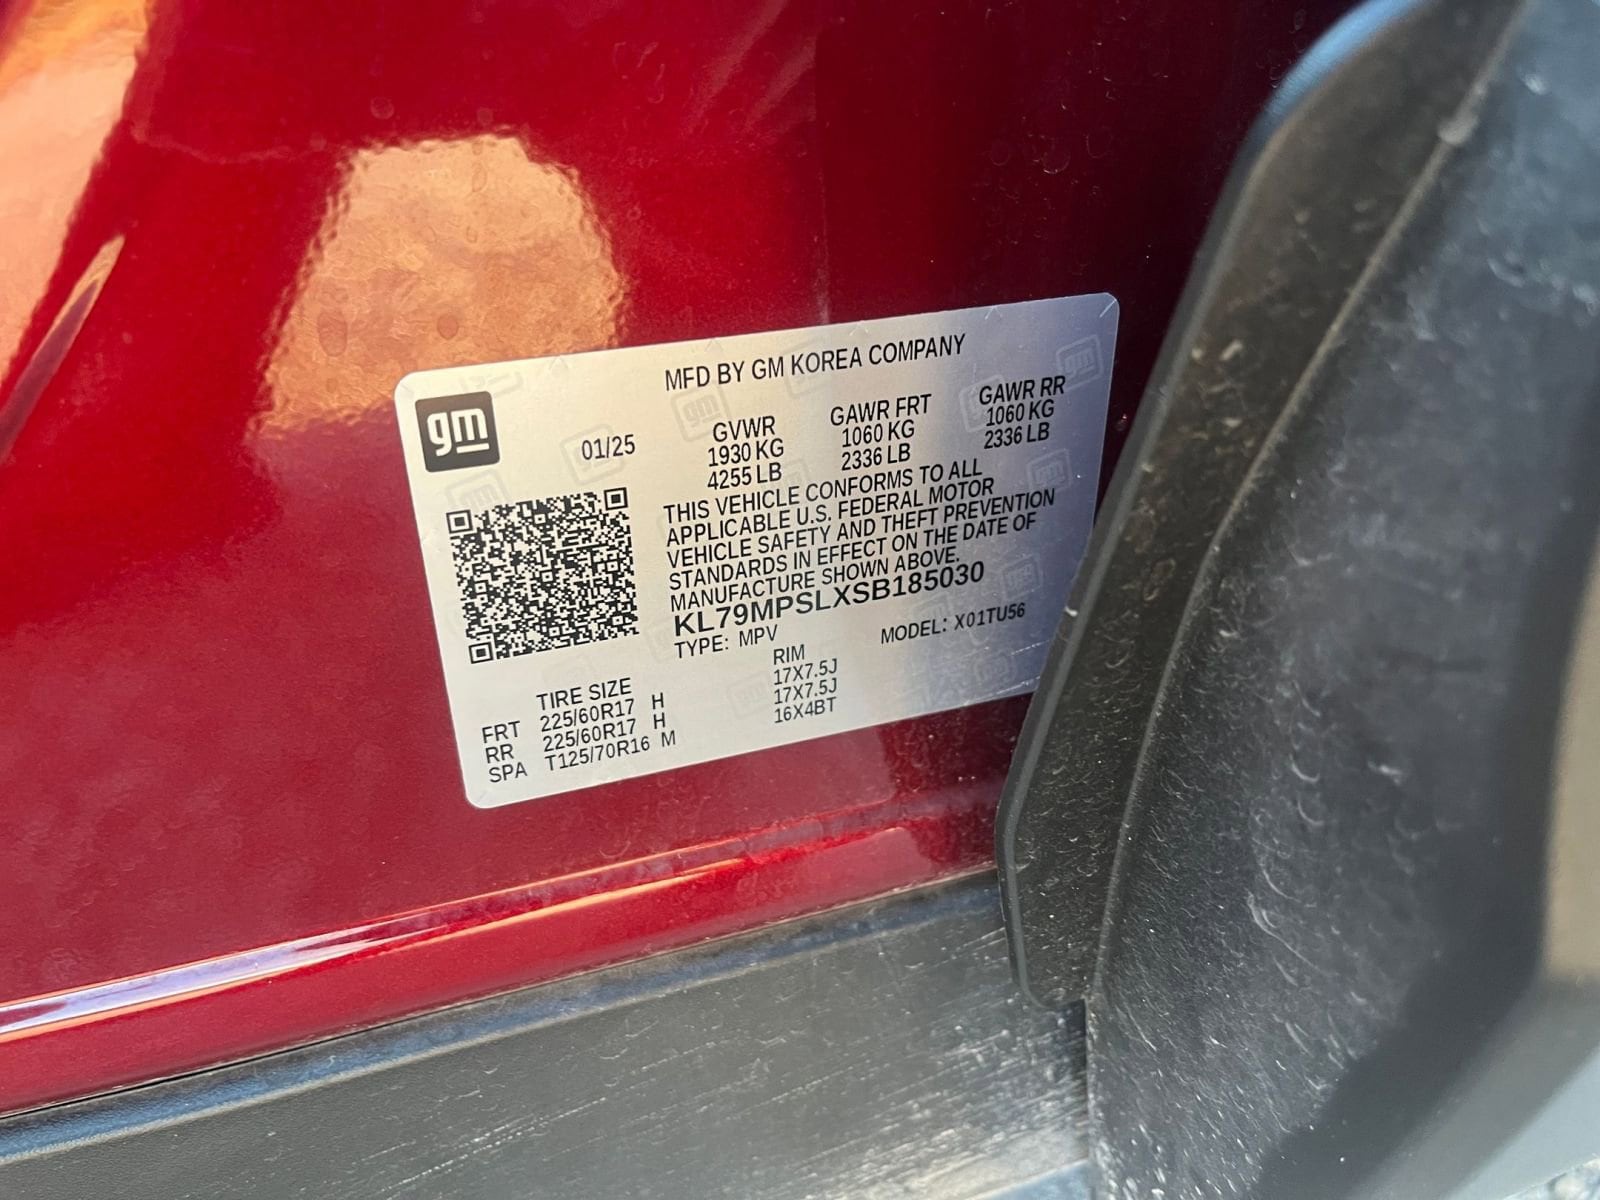 MFD BY GM KOREA COMPANY
gm
01/25
GVWR GAWR FRT GAWR RR
1930 KG 1060 KG 1060 KG
4255 LB 2336 LB 2336 LB
THIS VEHICLE CONFORMS TO ALL
APPLICABLE U.S. FEDERAL MOTOR
VEHICLE SAFETY AND THEFT PREVENTION
STANDARDS IN EFFECT ON THE DATE OF
MANUFACTURE SHOWN ABOVE.
KL79MPSLXSB185030
TYPE: MPV MODEL: X01TU56
TIRE SIZE RIM
FRT 225/60R17 H 17X7.5J
RR 225/60R17 H 17X7.5J
SPA T125/70R16 M 16X4BT